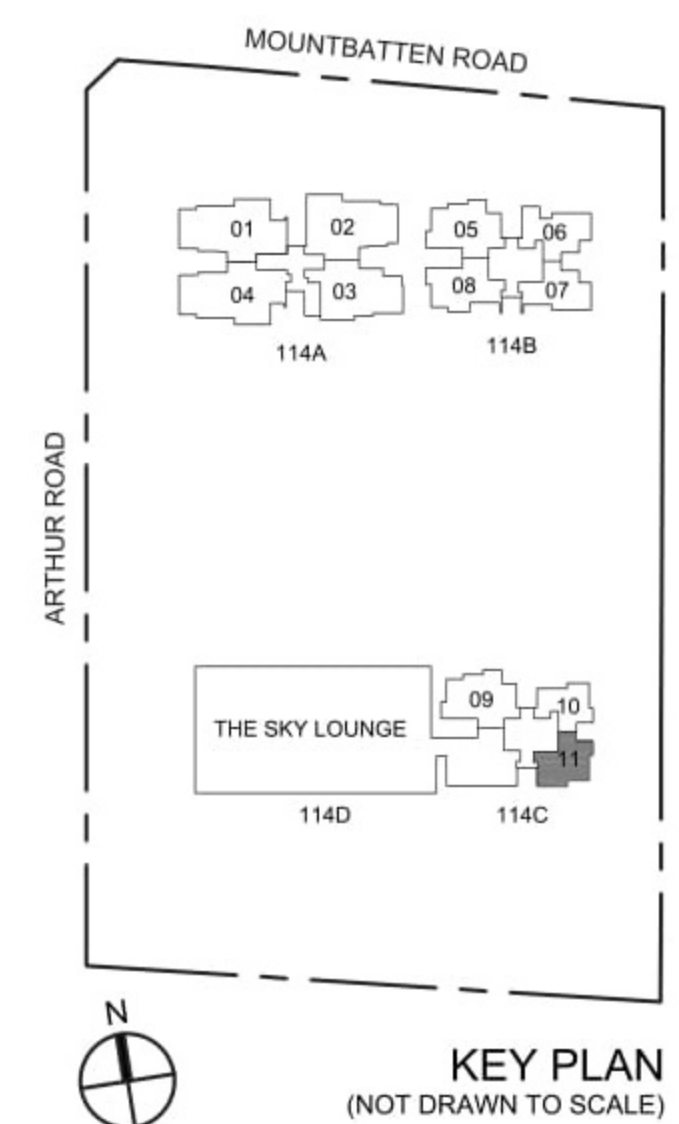 MOUNTBATTEN ROAD
01
02
05
06
04
03
08
07
114A
114B
ARTHUR ROAD
09
10
THE SKY LOUNGE
11
114D
114C
N
KEY PLAN
(NOT DRAWN TO SCALE)